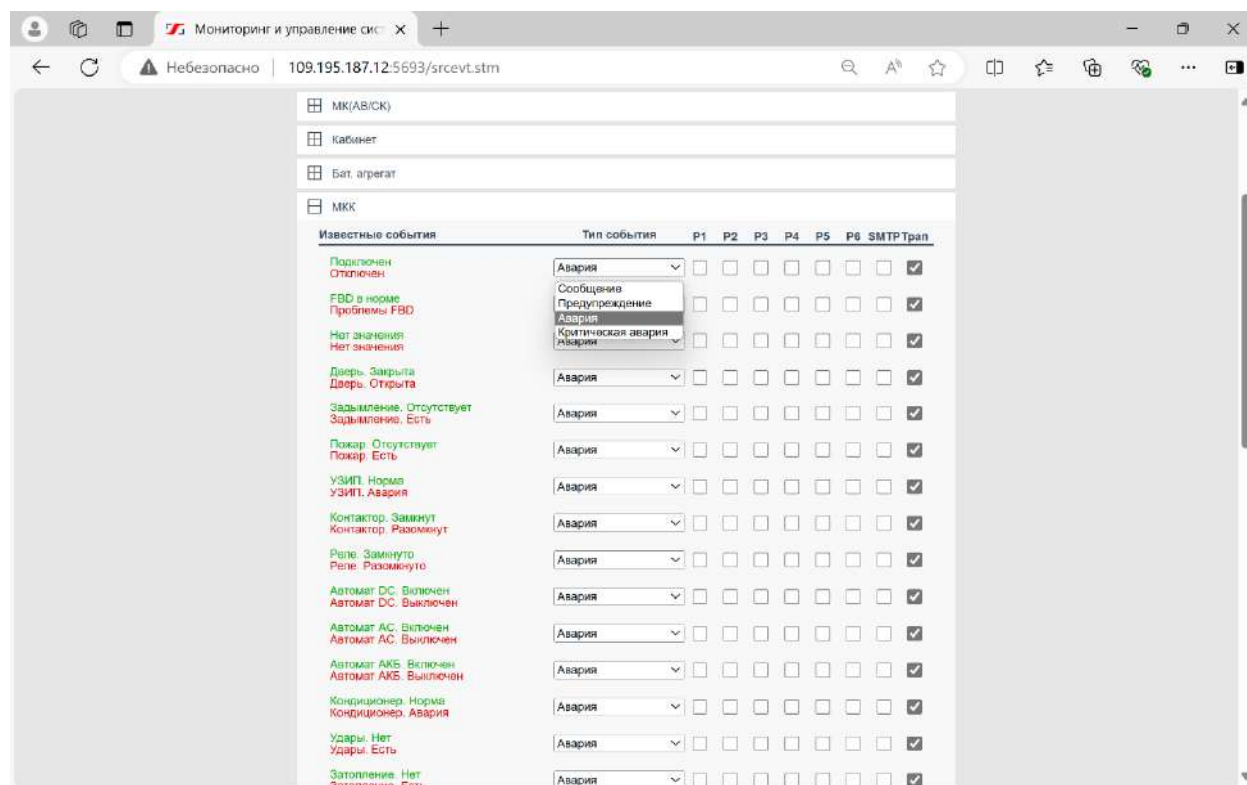 Мониторинг и управление сис
Небезопасно 109.195.187.12:5693/srcevt.stm
МК(АВ/СК)
Кабинет
Бат. агрегат
МКК
Известные события Тип события P1 P2 P3 P4 P5 P6 SMTP Трап
Подключен
Отключен
Авария
Сообщение
Предупреждение
Авария
Критическая авария
FBD в норме
Проблемы FBD
Нет значения
Нет значения
Авария
Дверь. Закрыта
Дверь. Открыта
Авария
Задымление. Отсутствует
Задымление. Есть
Авария
Пожар. Отсутствует
Пожар. Есть
Авария
УЗИП. Норма
УЗИП. Авария
Авария
Контактор. Замкнут
Контактор. Разомкнут
Авария
Реле. Замкнуто
Реле. Разомкнуто
Авария
Автомат DC. Включен
Автомат DC. Выключен
Авария
Автомат AC. Включен
Автомат AC. Выключен
Авария
Автомат АКБ. Включен
Автомат АКБ. Выключен
Авария
Кондиционер. Норма
Кондиционер. Авария
Авария
Удары. Нет
Удары. Есть
Авария
Затопление. Нет
Затопление. Есть
Авария